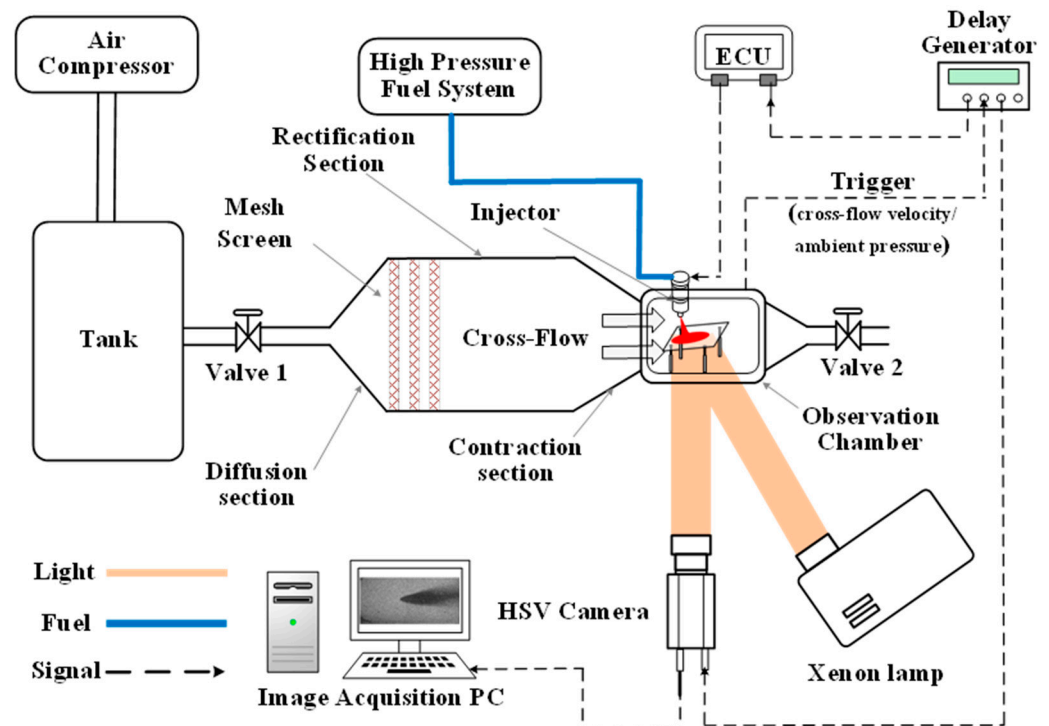 Air
Compressor
High Pressure
Fuel System
ECU
Delay
Generator
Rectification
Section
Mesh
Screen
Injector
Trigger
(cross-flow velocity/
ambient pressure)
Tank
Valve 1
Cross-Flow
Valve 2
Observation
Chamber
Diffusion
section
Contraction
section
Light
Fuel
Signal
HSV Camera
Image Acquisition PC
Xenon lamp